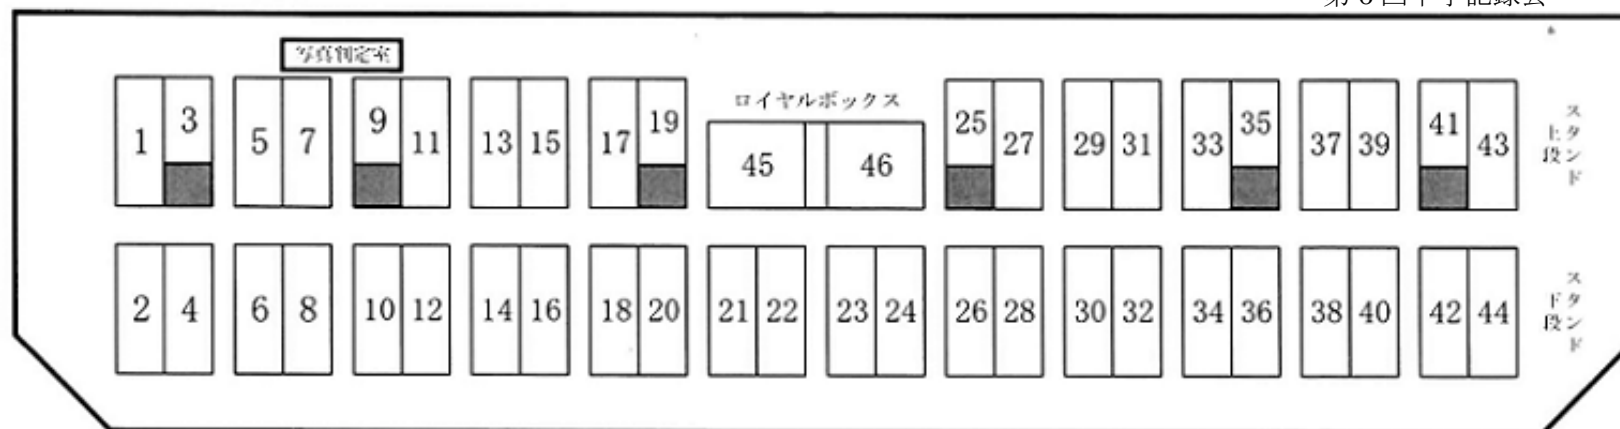 写真判定室
ロイヤルボックス
1 3 5 7 9 11 13 15 17 19 45 46 25 27 29 31 33 35 37 39 41 43
スタンド
上段
2 4 6 8 10 12 14 16 18 20 21 22 23 24 26 28 30 32 34 36 38 40 42 44
スタンド
下段